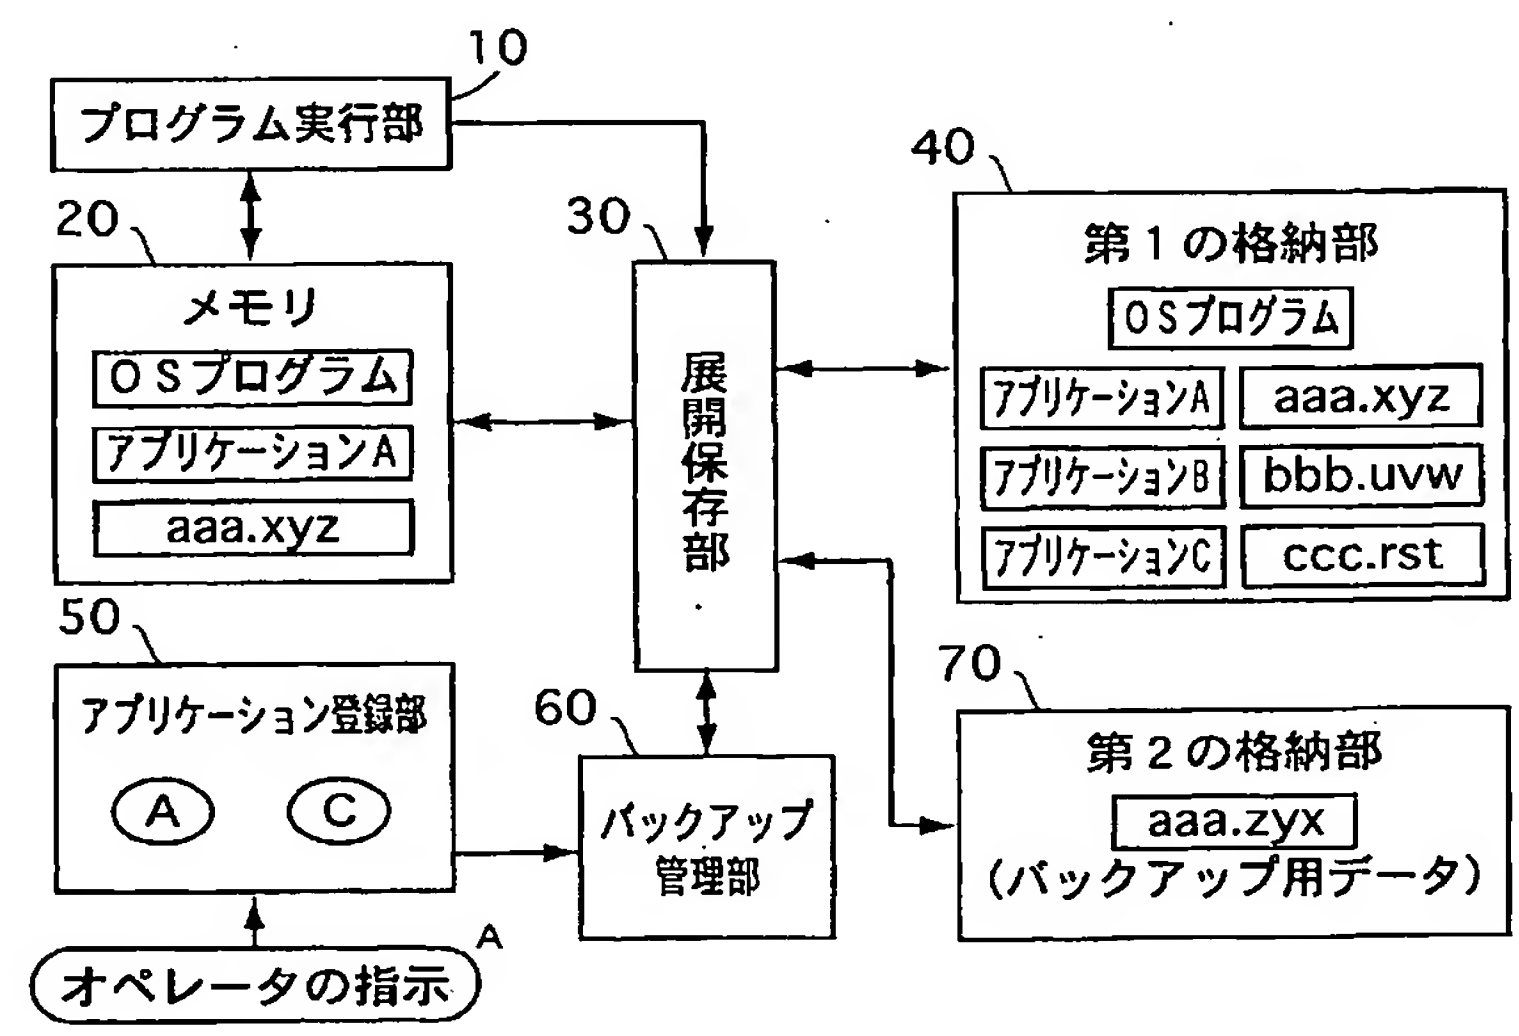 10
プログラム実行部
20
メモリ
OSプログラム
アプリケーションA
aaa.xyz
30
展開保存部
40
第1の格納部
OSプログラム
アプリケーションA
aaa.xyz
アプリケーションB
bbb.uvw
アプリケーションC
ccc.rst
50
アプリケーション登録部
A
C
60
バックアップ
管理部
70
第2の格納部
aaa.zyx
(バックアップ用データ)
A
オペレータの指示